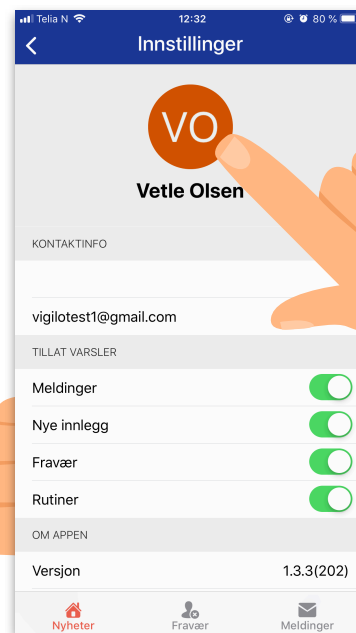 Telia N 12:32 80 %
Innstillinger
VO
Vetle Olsen
KONTAKTINFO
vigilotest1@gmail.com
TILLAT VARSLER
Meldinger
Nye innlegg
Fravær
Rutiner
OM APPEN
Versjon 1.3.3(202)
Nyheter Fravær Meldinger